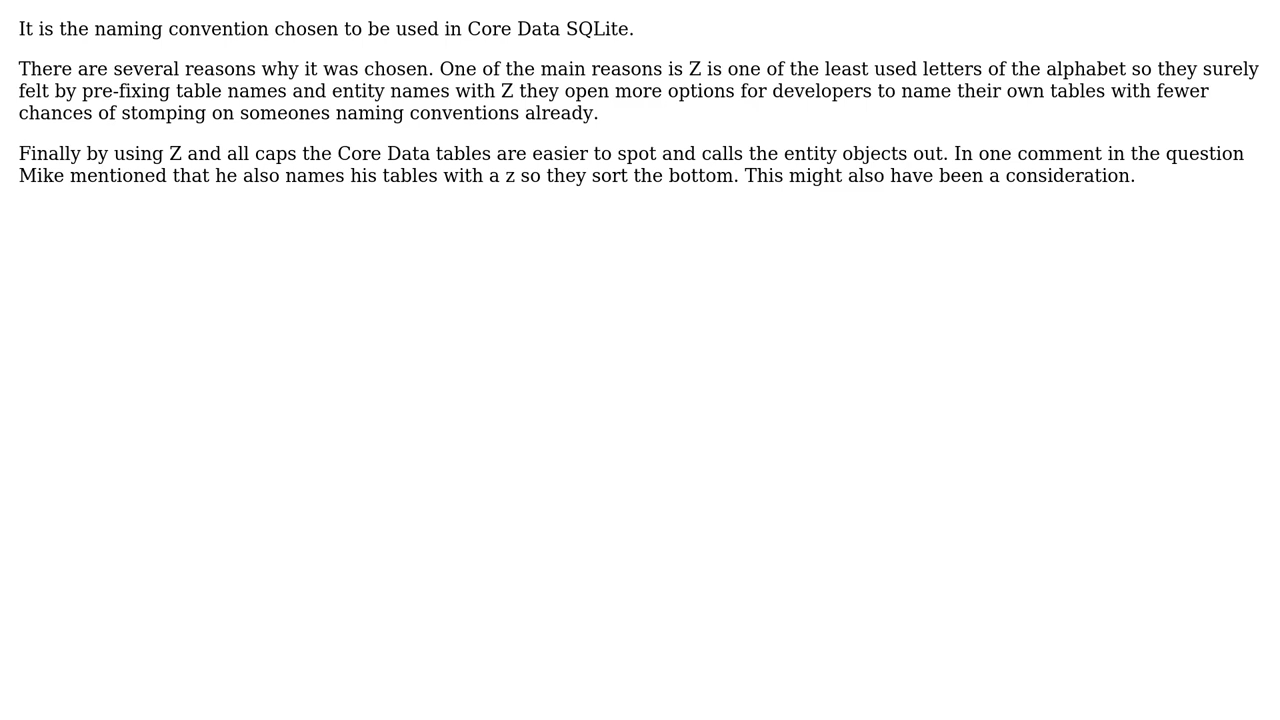 It is the naming convention chosen to be used in Core Data SQLite.
There are several reasons why it was chosen. One of the main reasons is Z is one of the least used letters of the alphabet so they surely
felt by pre-fixing table names and entity names with Z they open more options for developers to name their own tables with fewer
chances of stomping on someones naming conventions already.
Finally by using Z and all caps the Core Data tables are easier to spot and calls the entity objects out. In one comment in the question
Mike mentioned that he also names his tables with a z so they sort the bottom. This might also have been a consideration.